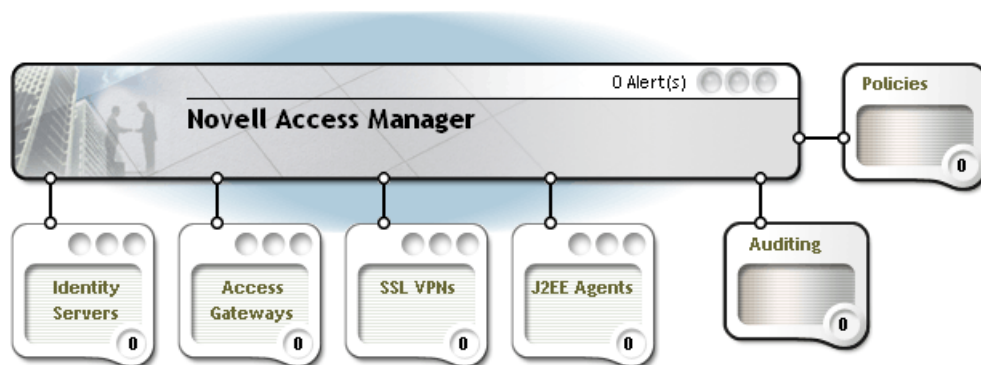 0 Alert(s)
Novell Access Manager
Policies
0
Identity
Servers
0
Access
Gateways
0
SSL VPNs
0
J2EE Agents
0
Auditing
0